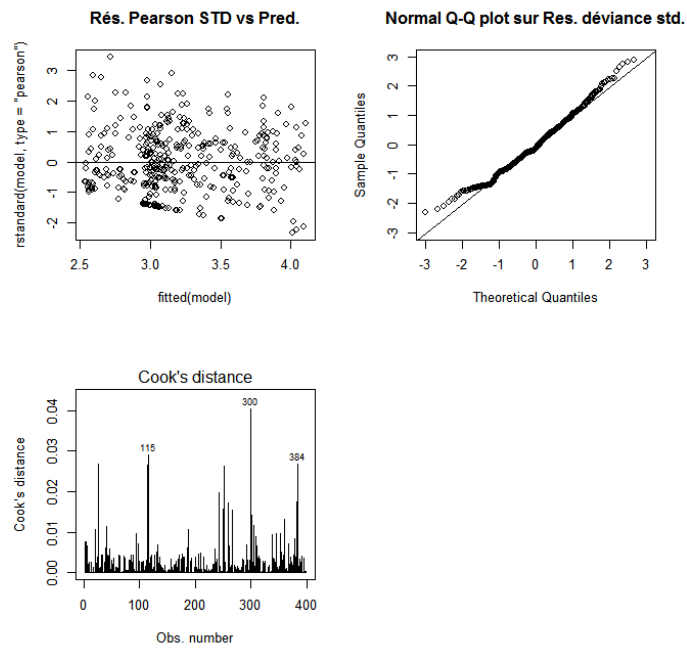 Rés. Pearson STD vs Pred.
rstandard(model, type = "pearson")
3
2
1
0
-1
-2
2.5 3.0 3.5 4.0
fitted(model)
Normal Q-Q plot sur Res. déviance std.
Sample Quantiles
3
2
1
0
-1
-2
-3
-3 -2 -1 0 1 2 3
Theoretical Quantiles
Cook's distance
Cook's distance
0.04
0.03
0.02
0.01
0.00
300
115
384
0 100 200 300 400
Obs. number